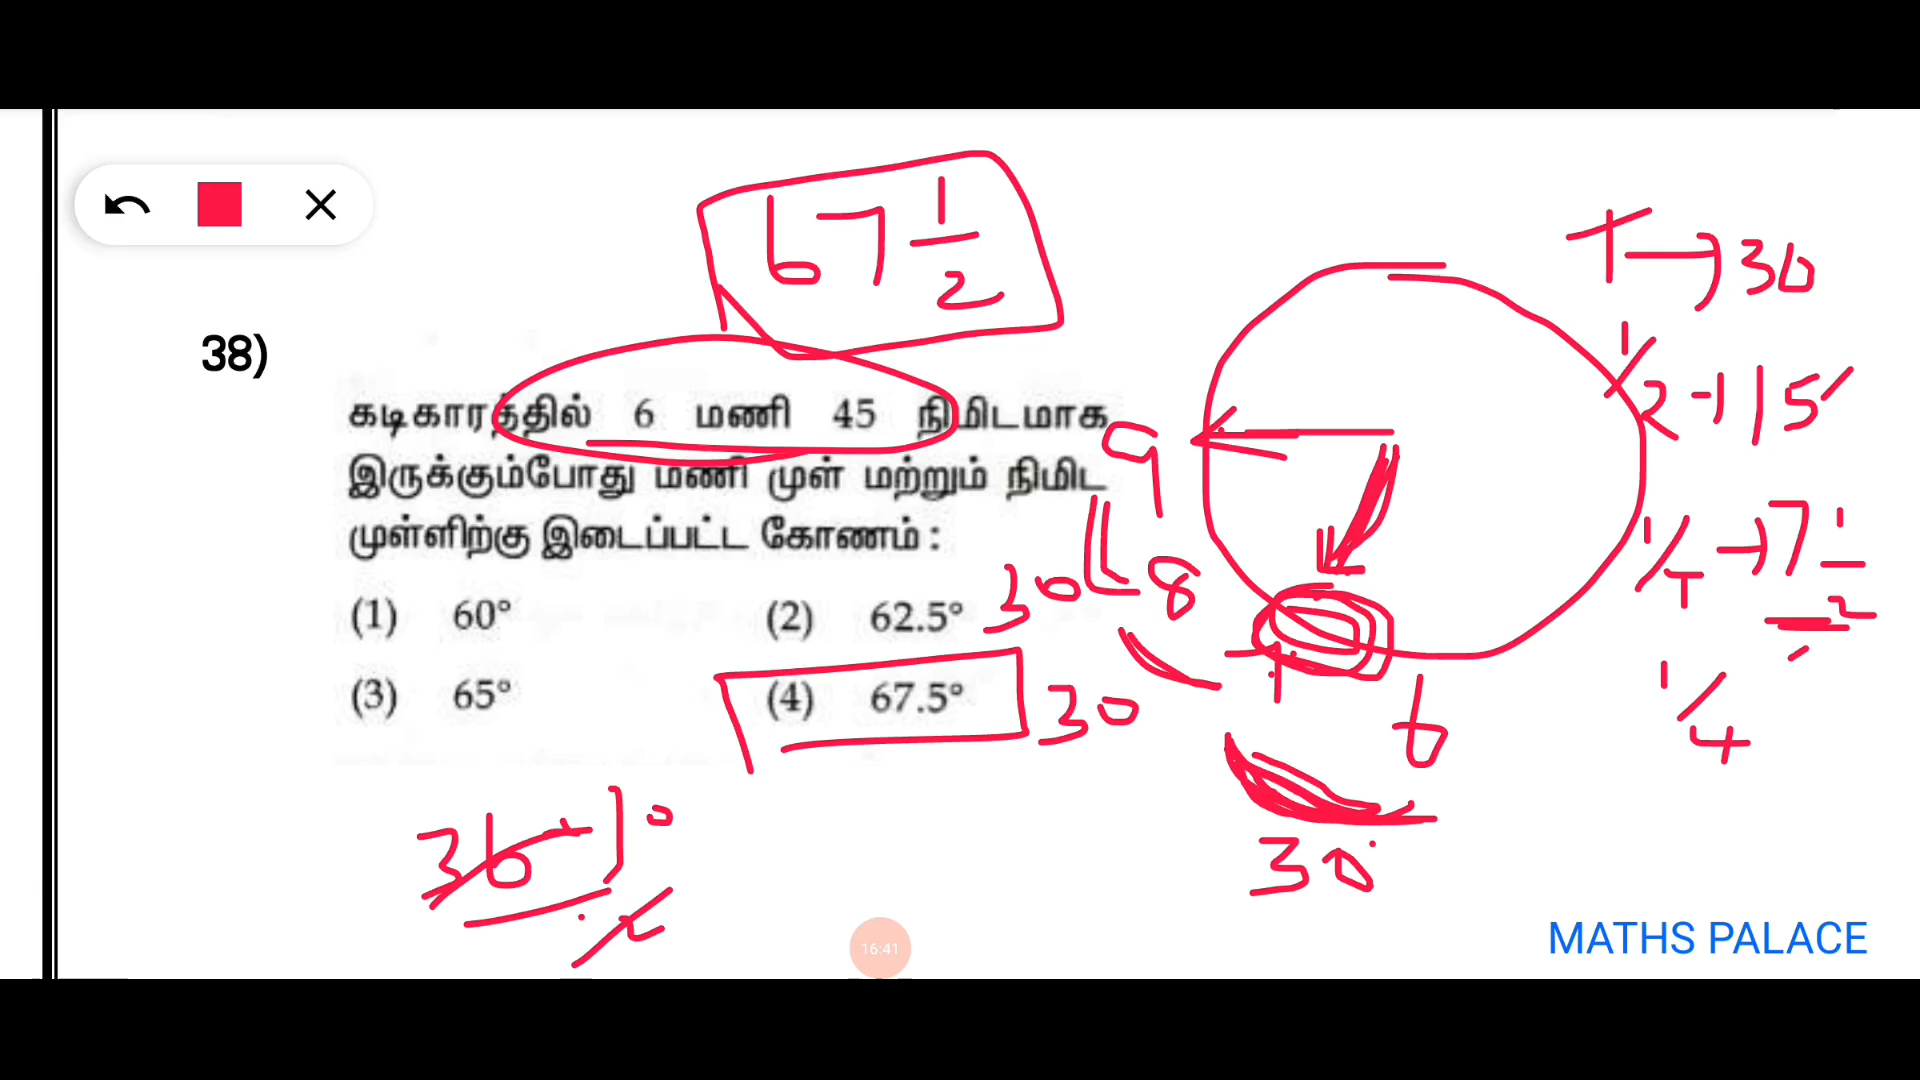 67 1/2
38)
கடிகாரத்தில் 6 மணி 45 நிமிடமாக
இருக்கும்போது மணி முள் மற்றும் நிமிட
முள்ளிற்கு இடைப்பட்ட கோணம் :
(1) 60° (2) 62.5°
(3) 65° (4) 67.5°
9
30
8
30
6
30°
1 → 30
1/2 → 15
7 1/2
1/4
16:41
MATHS PALACE